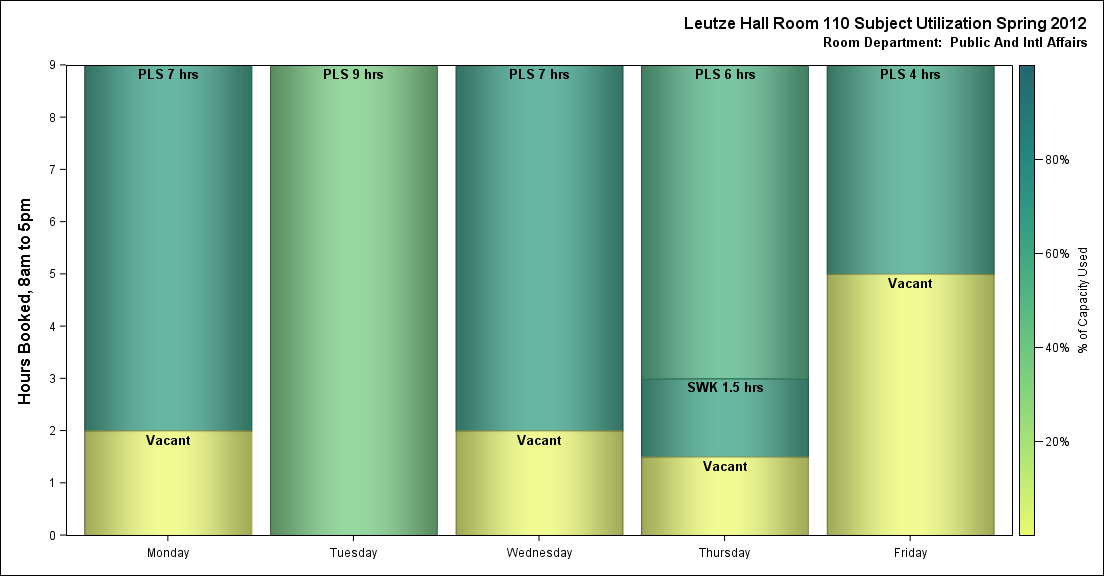 Leutze Hall Room 110 Subject Utilization Spring 2012
Room Department: Public And Intl Affairs
Hours Booked, 8am to 5pm
9
8
7
6
5
4
3
2
1
0
PLS 7 hrs
Vacant
PLS 9 hrs
PLS 7 hrs
Vacant
PLS 6 hrs
SWK 1.5 hrs
Vacant
PLS 4 hrs
Vacant
Monday
Tuesday
Wednesday
Thursday
Friday
80%
60%
40%
20%
% of Capacity Used